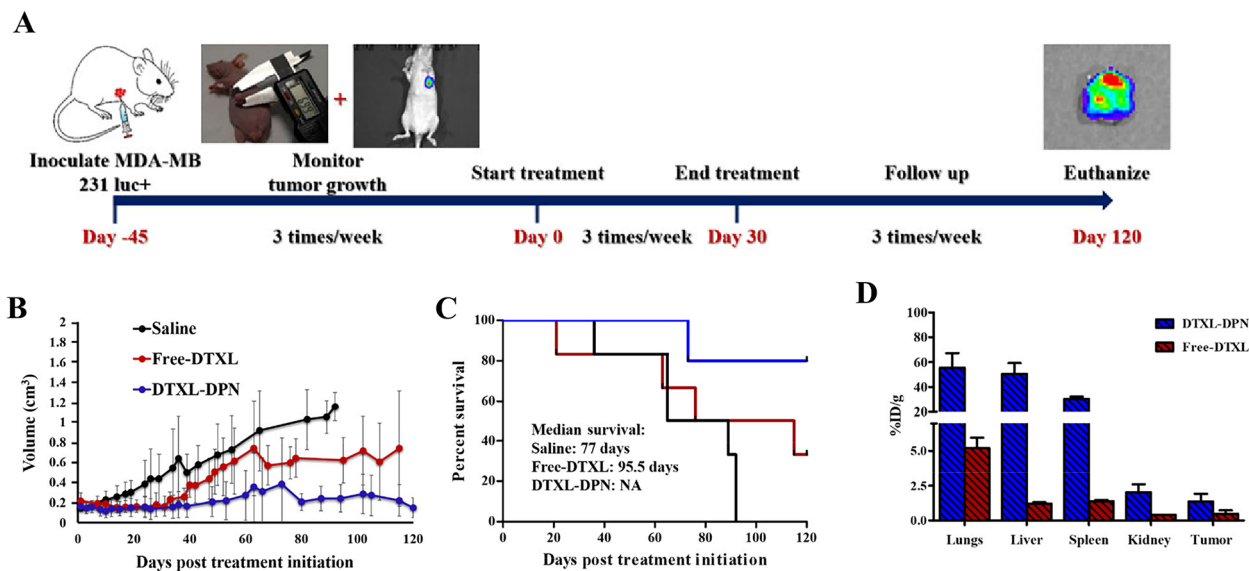 A
Inoculate MDA-MB
231 luc+
Monitor
tumor growth
+
Start treatment
End treatment
Follow up
Euthanize
Day -45
3 times/week
Day 0
3 times/week
Day 30
3 times/week
Day 120
B
Volume (cm³)
2
1.8
1.6
1.4
1.2
1
0.8
0.6
0.4
0.2
0
Saline
Free-DTXL
DTXL-DPN
0 10 20 30 40 50 60 70 80 90 100 110 120
Days post treatment initiation
C
Percent survival
100
80
60
40
20
0
Median survival:
Saline: 77 days
Free-DTXL: 95.5 days
DTXL-DPN: NA
0 20 40 60 80 100 120
Days post treatment initiation
D
%ID/g
100
80
60
40
20
5.0
2.5
0.0
DTXL-DPN
Free-DTXL
Lungs Liver Spleen Kidney Tumor